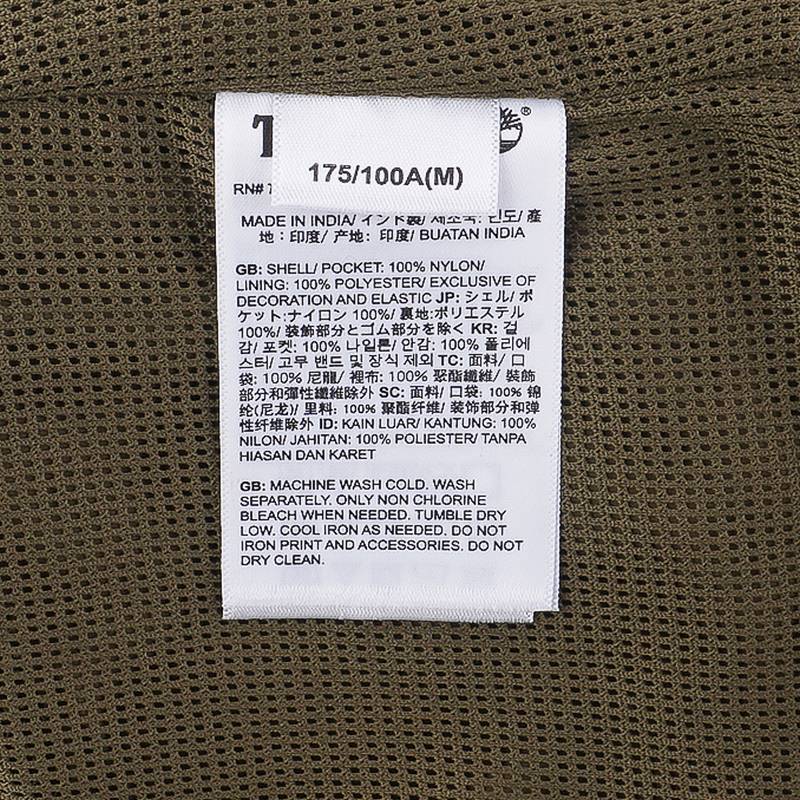 175/100A(M)
RN#
MADE IN INDIA/ インド製/ 제조국: 인도/ 產
地：印度/ 产地：印度/ BUATAN INDIA
GB: SHELL/ POCKET: 100% NYLON/
LINING: 100% POLYESTER/ EXCLUSIVE OF
DECORATION AND ELASTIC JP: シェル/ ポ
ケット:ナイロン 100%/ 裏地:ポリエステル
100%/ 装飾部分とゴム部分を除く KR: 겉
감/ 포켓: 100% 나일론/ 안감: 100% 폴리에
스터/ 고무 밴드 및 장식 제외 TC: 面料/ 口
袋: 100% 尼龍/ 裡布: 100% 聚酯纖維/ 裝飾
部分和彈性纖維除外 SC: 面料/ 口袋: 100% 锦
纶(尼龙)/ 里料: 100% 聚酯纤维/ 装饰部分和弹
性纤维除外 ID: KAIN LUAR/ KANTUNG: 100%
NILON/ JAHITAN: 100% POLIESTER/ TANPA
HIASAN DAN KARET
GB: MACHINE WASH COLD. WASH
SEPARATELY. ONLY NON CHLORINE
BLEACH WHEN NEEDED. TUMBLE DRY
LOW. COOL IRON AS NEEDED. DO NOT
IRON PRINT AND ACCESSORIES. DO NOT
DRY CLEAN.